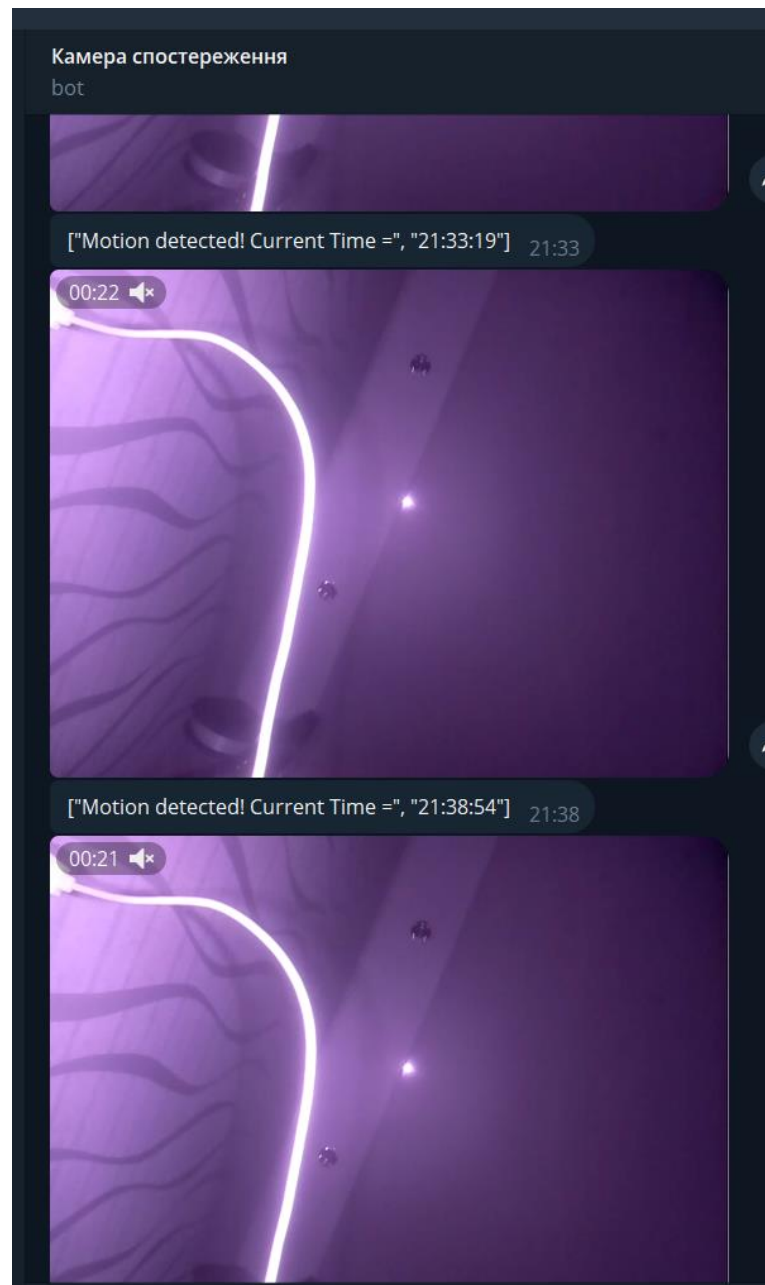 Камера спостереження
bot
["Motion detected! Current Time =", "21:33:19"] 21:33
00:22
["Motion detected! Current Time =", "21:38:54"] 21:38
00:21